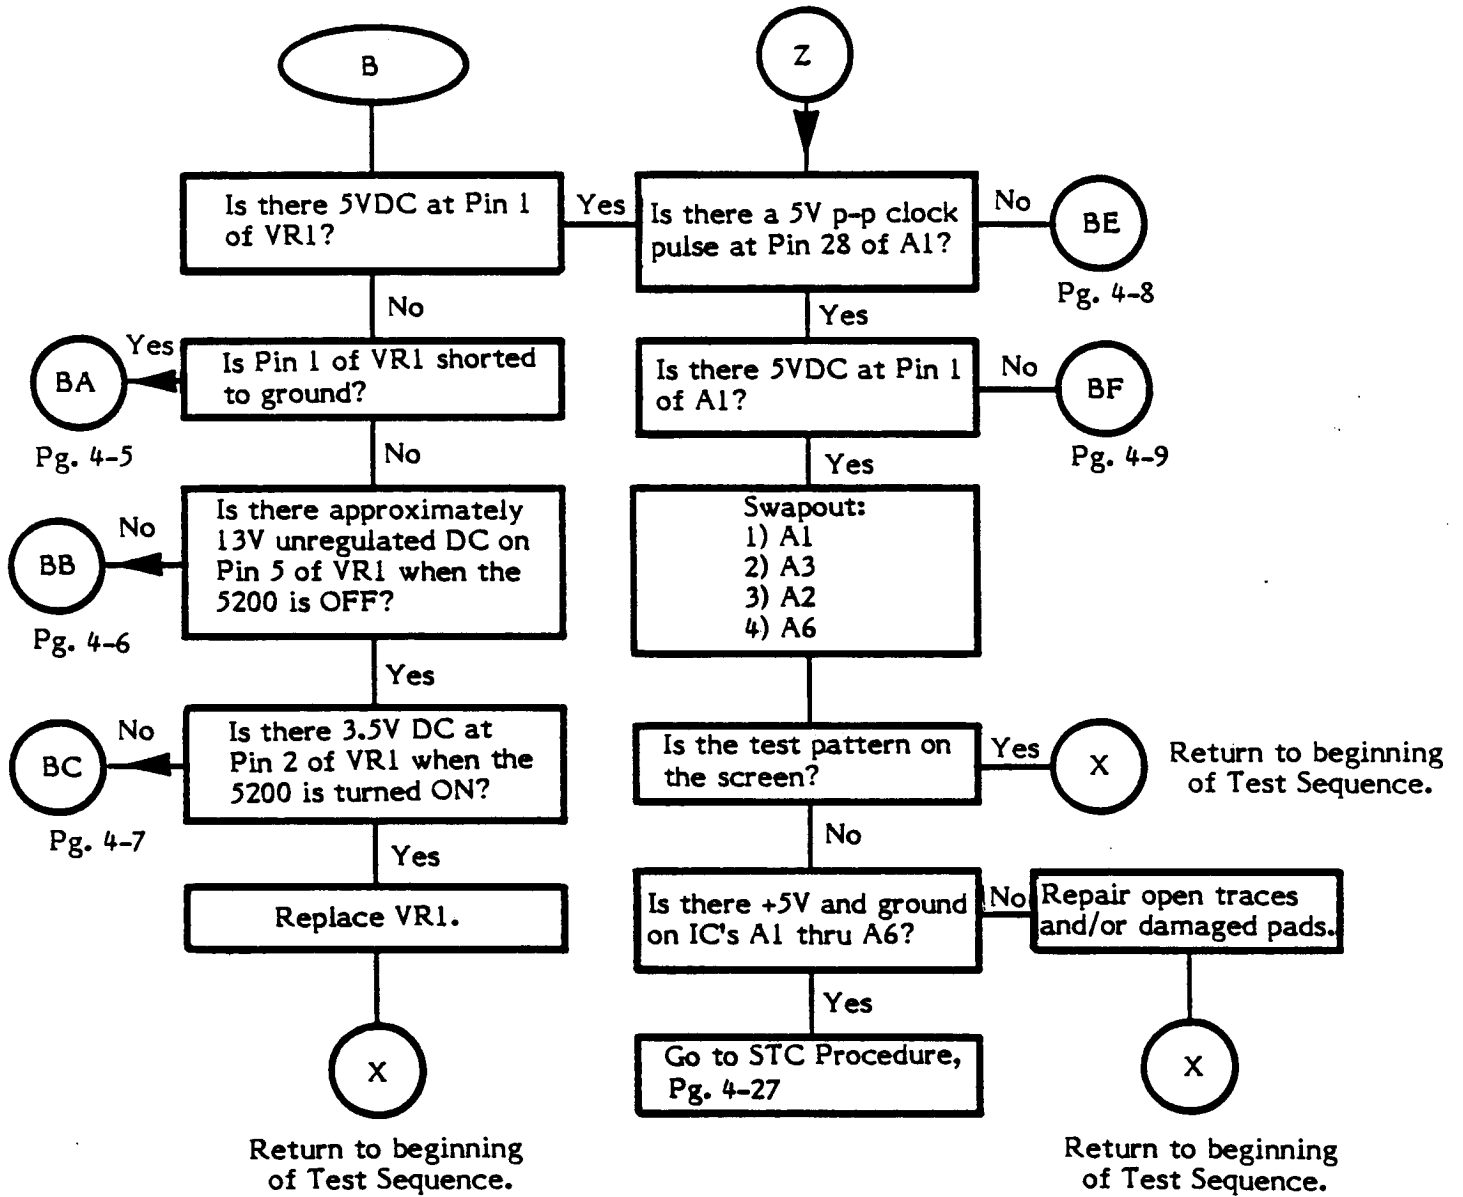 B
Is there 5VDC at Pin 1
of VR1?
Yes
No
Is Pin 1 of VR1 shorted
to ground?
Yes
BA
Pg. 4-5
No
Is there approximately
13V unregulated DC on
Pin 5 of VR1 when the
5200 is OFF?
No
BB
Pg. 4-6
Yes
Is there 3.5V DC at
Pin 2 of VR1 when the
5200 is turned ON?
No
BC
Pg. 4-7
Yes
Replace VR1.
X
Return to beginning
of Test Sequence.
Z
Is there a 5V p-p clock
pulse at Pin 28 of A1?
No
BE
Pg. 4-8
Yes
Is there 5VDC at Pin 1
of A1?
No
BF
Pg. 4-9
Yes
Swapout:
1) A1
2) A3
3) A2
4) A6
Is the test pattern on
the screen?
Yes
X
Return to beginning
of Test Sequence.
No
Is there +5V and ground
on IC's A1 thru A6?
No
Repair open traces
and/or damaged pads.
X
Return to beginning
of Test Sequence.
Yes
Go to STC Procedure,
Pg. 4-27